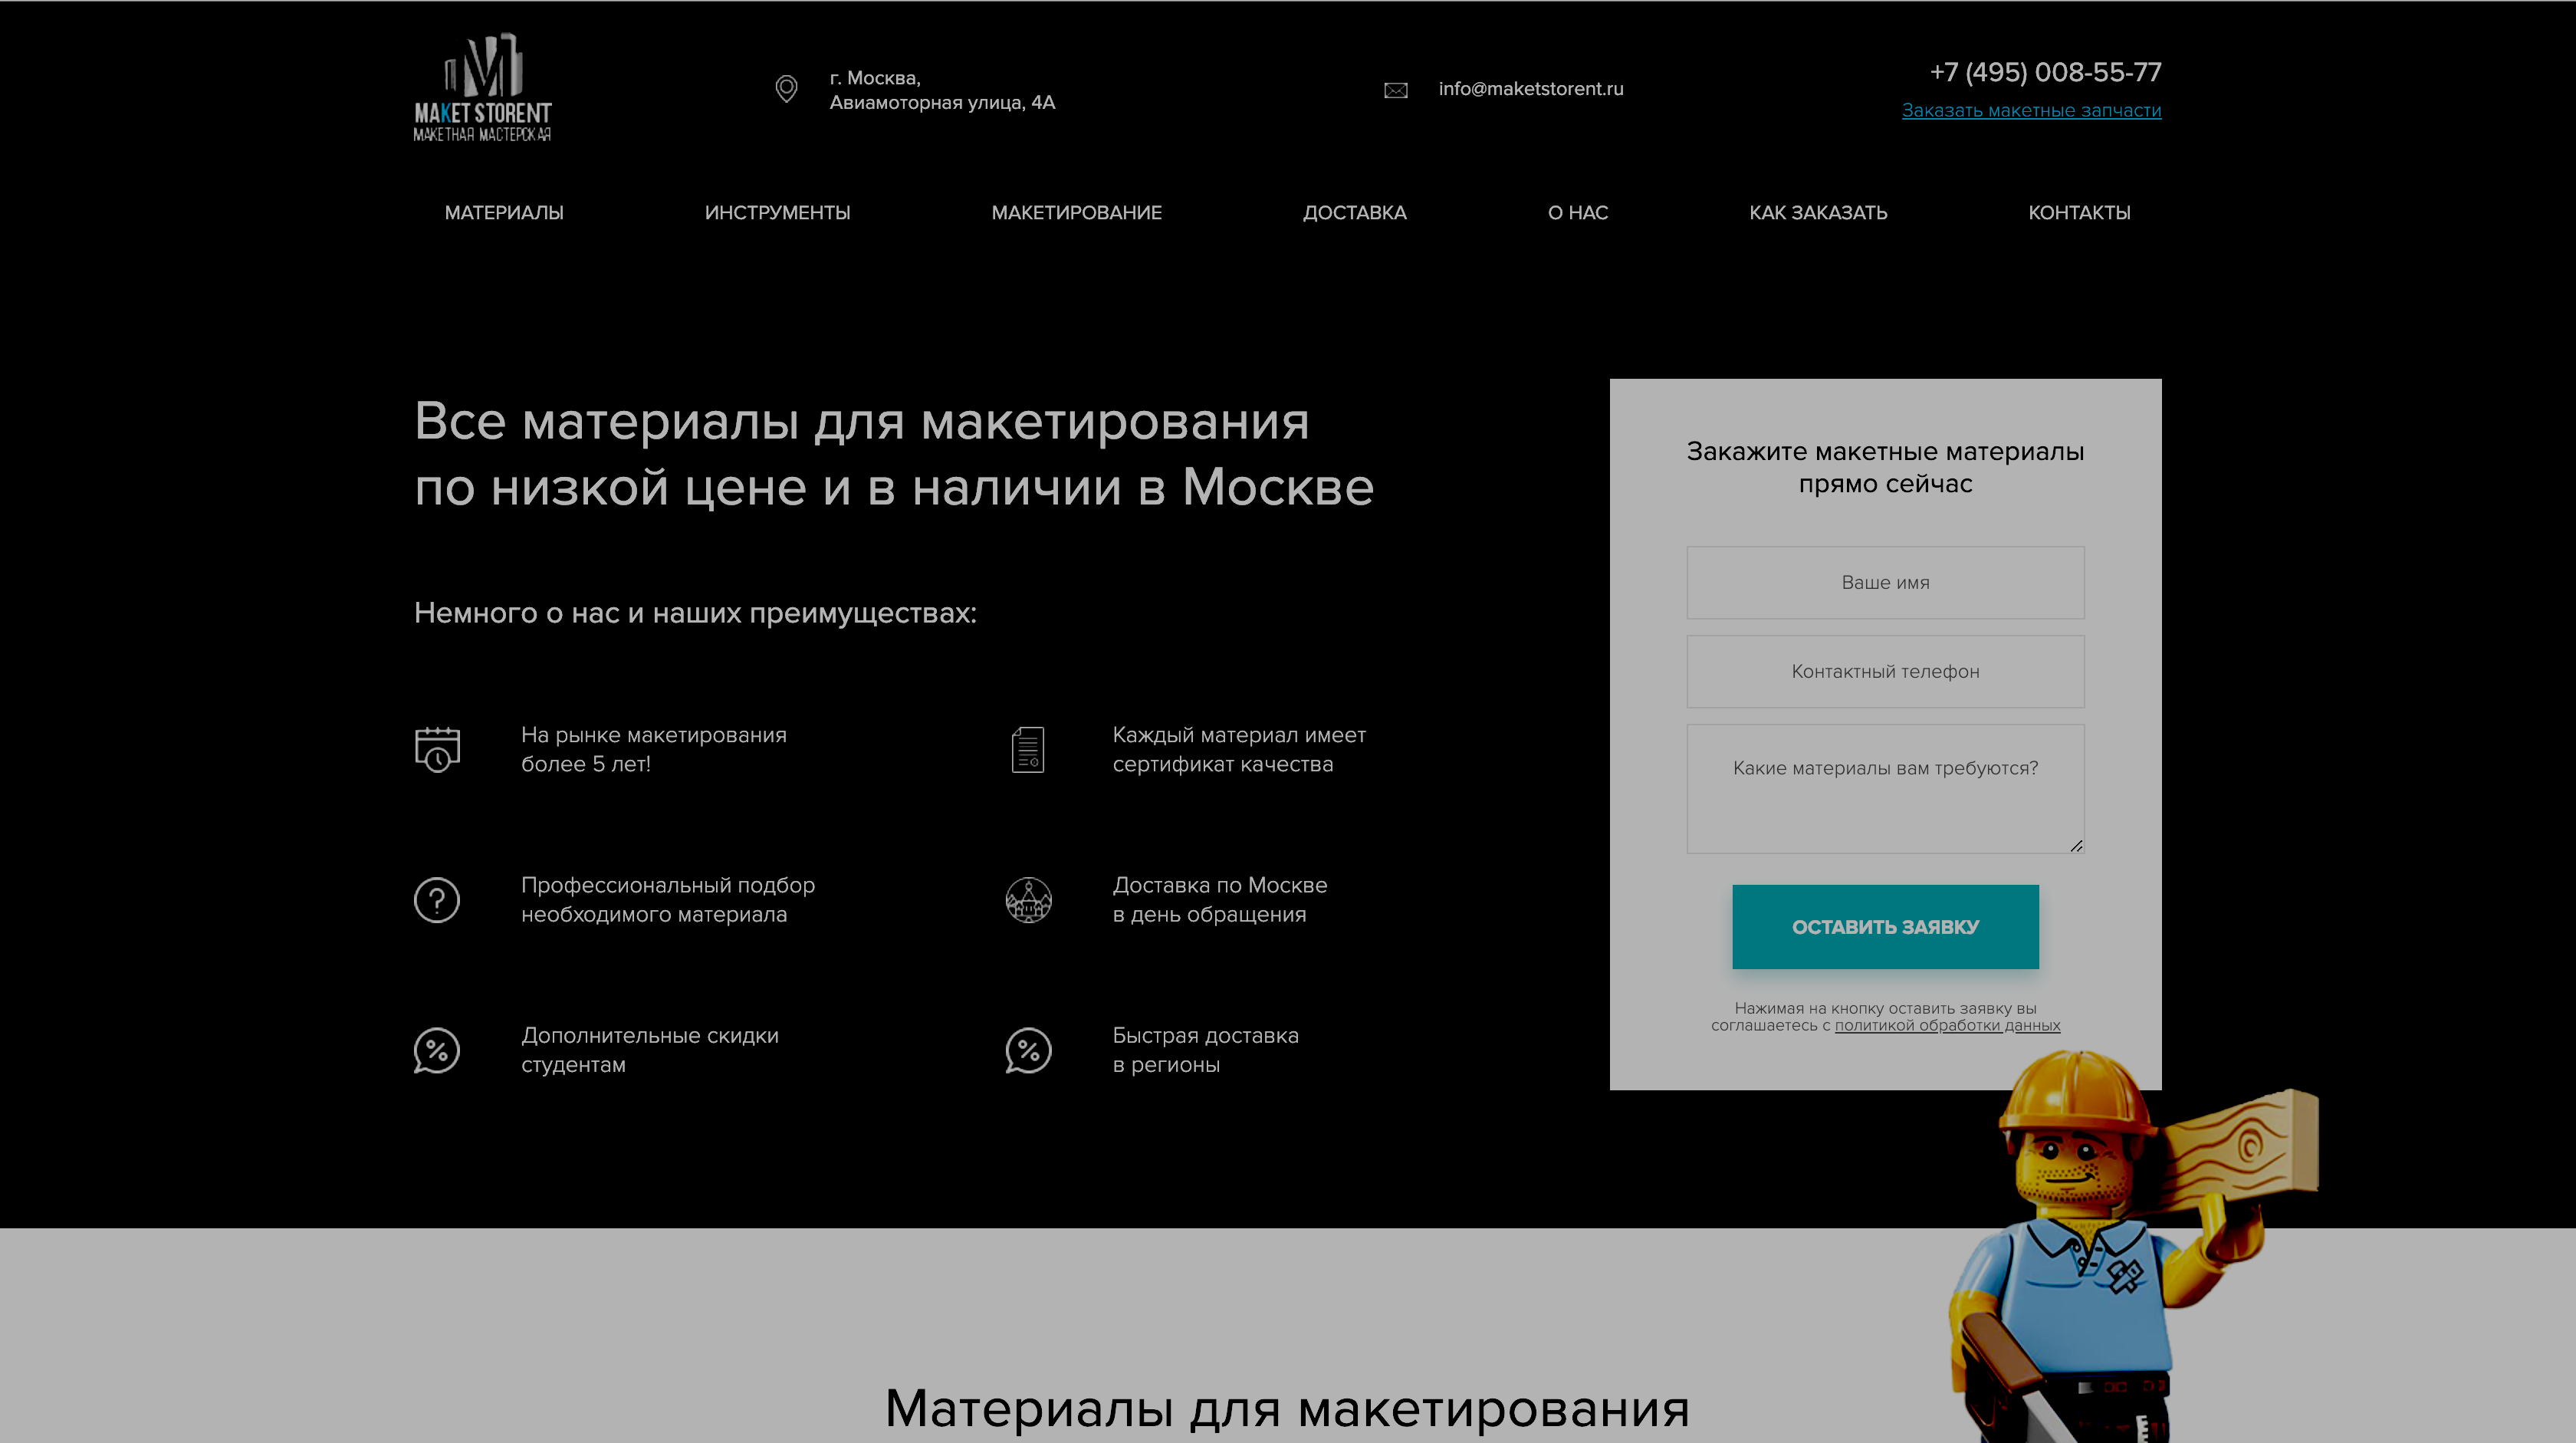 MAKET STORENT
МАКЕТНАЯ МАСТЕРСКАЯ
г. Москва,
Авиамоторная улица, 4А
info@maketstorent.ru
+7 (495) 008-55-77
Заказать макетные запчасти
МАТЕРИАЛЫ
ИНСТРУМЕНТЫ
МАКЕТИРОВАНИЕ
ДОСТАВКА
О НАС
КАК ЗАКАЗАТЬ
КОНТАКТЫ
Все материалы для макетирования
по низкой цене и в наличии в Москве
Немного о нас и наших преимуществах:
На рынке макетирования
более 5 лет!
Каждый материал имеет
сертификат качества
Профессиональный подбор
необходимого материала
Доставка по Москве
в день обращения
Дополнительные скидки
студентам
Быстрая доставка
в регионы
Закажите макетные материалы
прямо сейчас
Ваше имя
Контактный телефон
Какие материалы вам требуются?
ОСТАВИТЬ ЗАЯВКУ
Нажимая на кнопку оставить заявку вы
соглашаетесь с политикой обработки данных
Материалы для макетирования